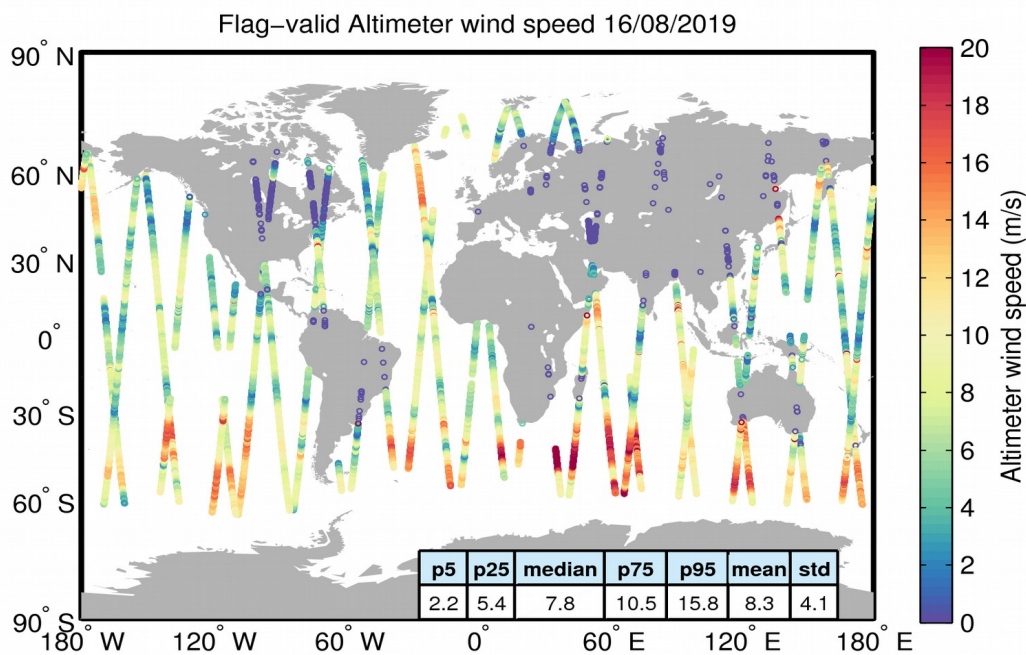 Flag−valid Altimeter wind speed 16/08/2019
90° N
60° N
30° N
0°
30° S
60° S
90° S
180° W
120° W
60° W
0°
60° E
120° E
180° E
p5 p25 median p75 p95 mean std
2.2 5.4 7.8 10.5 15.8 8.3 4.1
20
18
16
14
12
10
8
6
4
2
0
Altimeter wind speed (m/s)